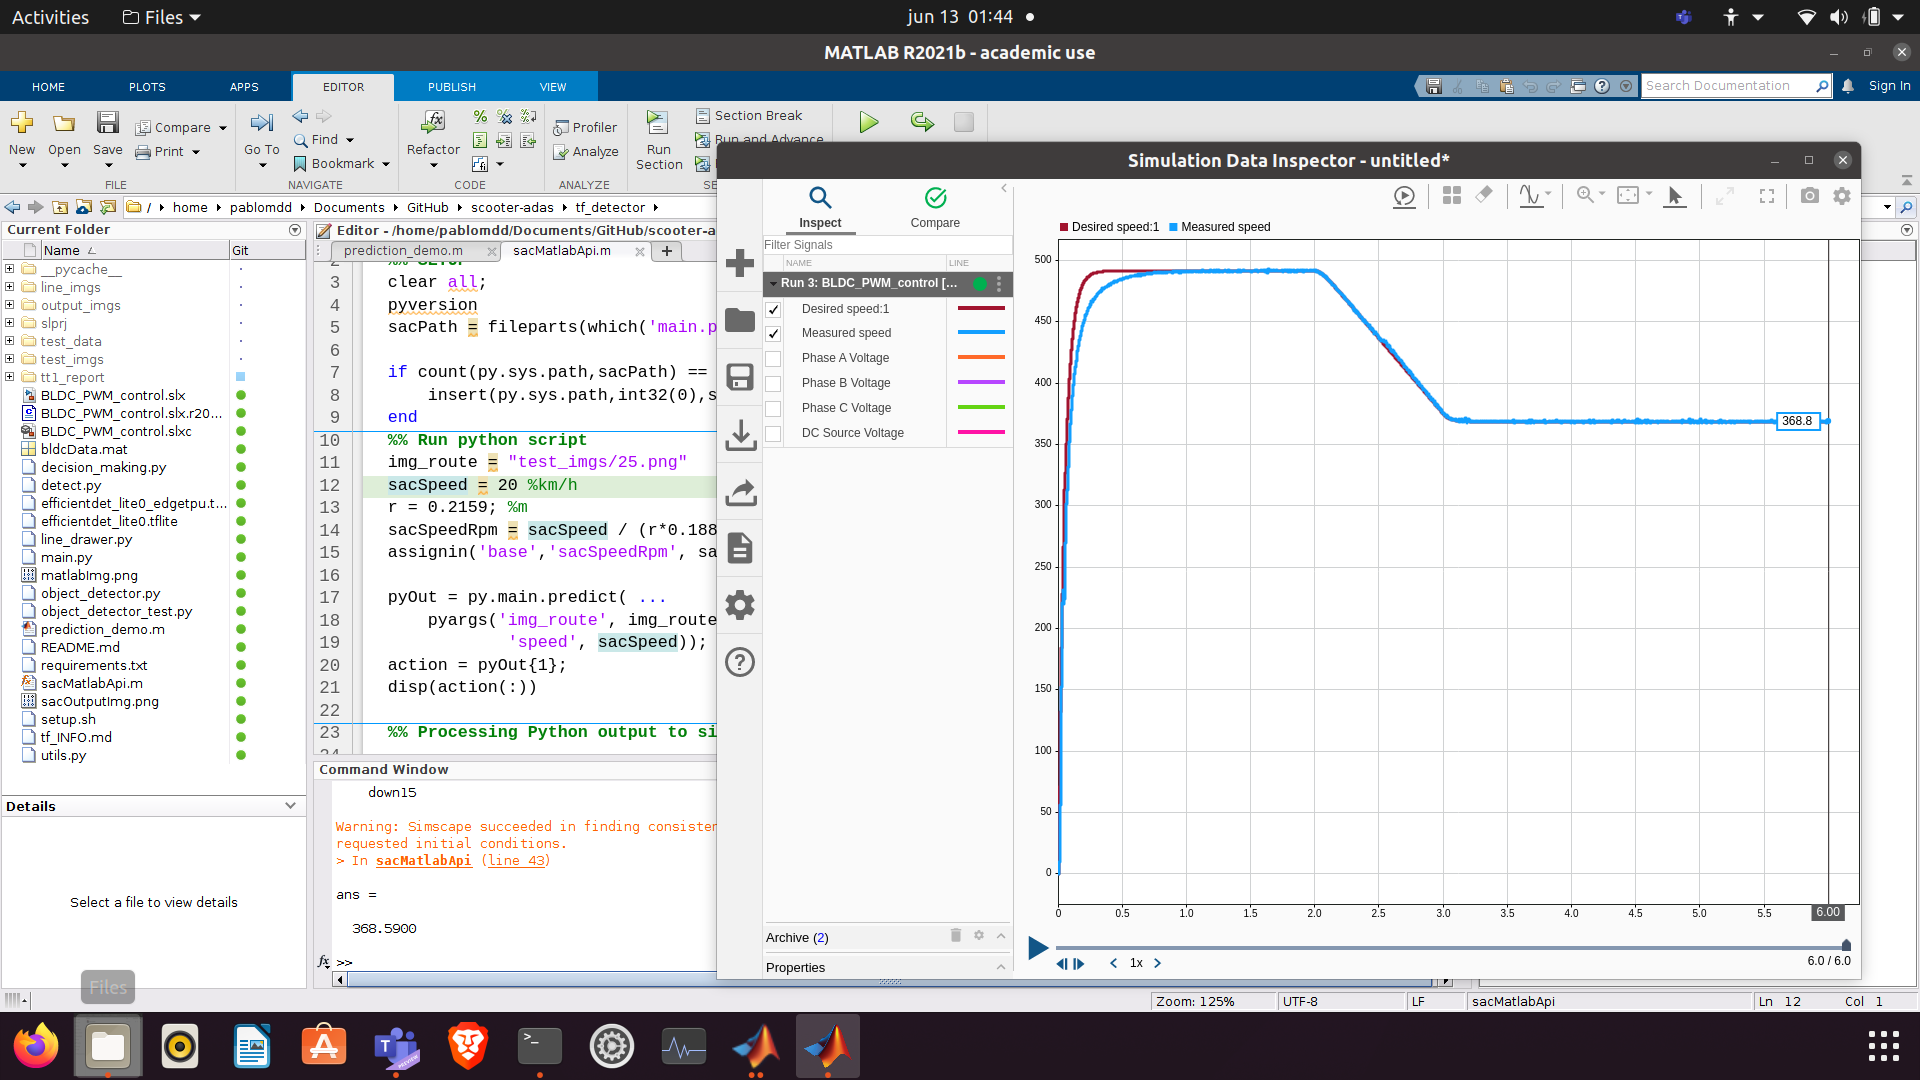 Activities
Files
jun 13 01:44
MATLAB R2021b - academic use
HOME
PLOTS
APPS
EDITOR
PUBLISH
VIEW
Search Documentation
Sign In
New
Open
Save
Compare
Print
FILE
Go To
Find
Bookmark
NAVIGATE
Refactor
CODE
Profiler
Analyze
ANALYZE
Run
Section
Section Break
Run and Advance
/ home pablomdd Documents GitHub scooter-adas tf_detector
Current Folder
Name
Git
__pycache__
line_imgs
output_imgs
slprj
test_data
test_imgs
tt1_report
BLDC_PWM_control.slx
BLDC_PWM_control.slx.r20...
BLDC_PWM_control.slxc
bldcData.mat
decision_making.py
detect.py
efficientdet_lite0_edgetpu.t...
efficientdet_lite0.tflite
line_drawer.py
main.py
matlabImg.png
object_detector.py
object_detector_test.py
prediction_demo.m
README.md
requirements.txt
sacMatlabApi.m
sacOutputImg.png
setup.sh
tf_INFO.md
utils.py
Details
Select a file to view details
Editor - /home/pablomdd/Documents/GitHub/scooter-a
prediction_demo.m
sacMatlabApi.m
3 clear all;
4 pyversion
5 sacPath = fileparts(which('main.p
6
7 if count(py.sys.path,sacPath) ==
8 insert(py.sys.path,int32(0),s
9 end
10 %% Run python script
11 img_route = "test_imgs/25.png"
12 sacSpeed = 20 %km/h
13 r = 0.2159; %m
14 sacSpeedRpm = sacSpeed / (r*0.188
15 assignin('base','sacSpeedRpm', sa
16
17 pyOut = py.main.predict( ...
18 pyargs('img_route', img_route
19 'speed', sacSpeed));
20 action = pyOut{1};
21 disp(action(:))
22
23 %% Processing Python output to si
Command Window
down15
Warning: Simscape succeeded in finding consister
requested initial conditions.
> In sacMatlabApi (line 43)
ans =
368.5900
fx >>
Simulation Data Inspector - untitled*
Inspect
Compare
Filter Signals
NAME
LINE
Run 3: BLDC_PWM_control [...
Desired speed:1
Measured speed
Phase A Voltage
Phase B Voltage
Phase C Voltage
DC Source Voltage
Archive (2)
Properties
Desired speed:1
Measured speed
500
450
400
350
300
250
200
150
100
50
0
368.8
0 0.5 1.0 1.5 2.0 2.5 3.0 3.5 4.0 4.5 5.0 5.5 6.00
1x
6.0 / 6.0
Files
Zoom: 125%
UTF-8
LF
sacMatlabApi
Ln 12
Col 1